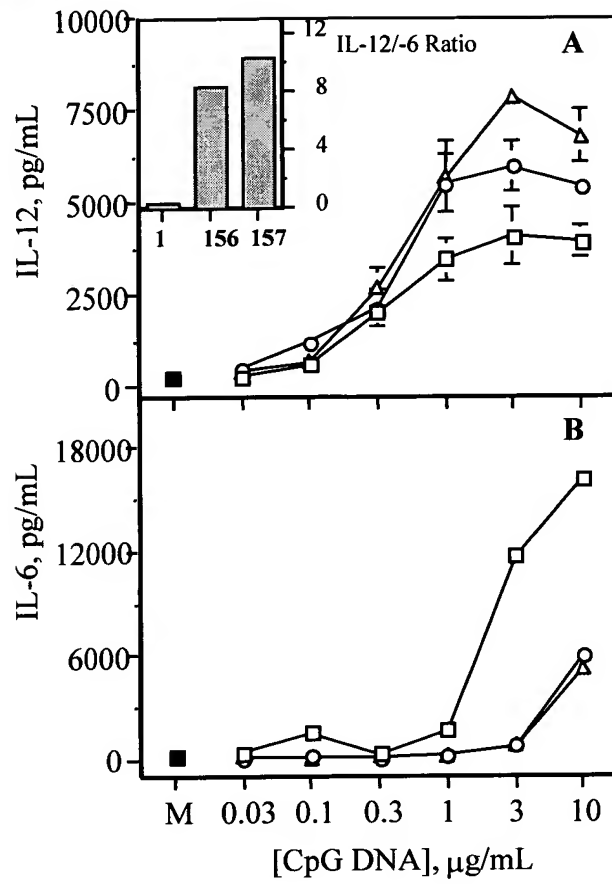 10000
7500
5000
2500
0
IL-12, pg/mL
12
8
4
0
IL-12/-6 Ratio
1 156 157
A
B
18000
12000
6000
0
IL-6, pg/mL
M 0.03 0.1 0.3 1 3 10
[CpG DNA], μg/mL